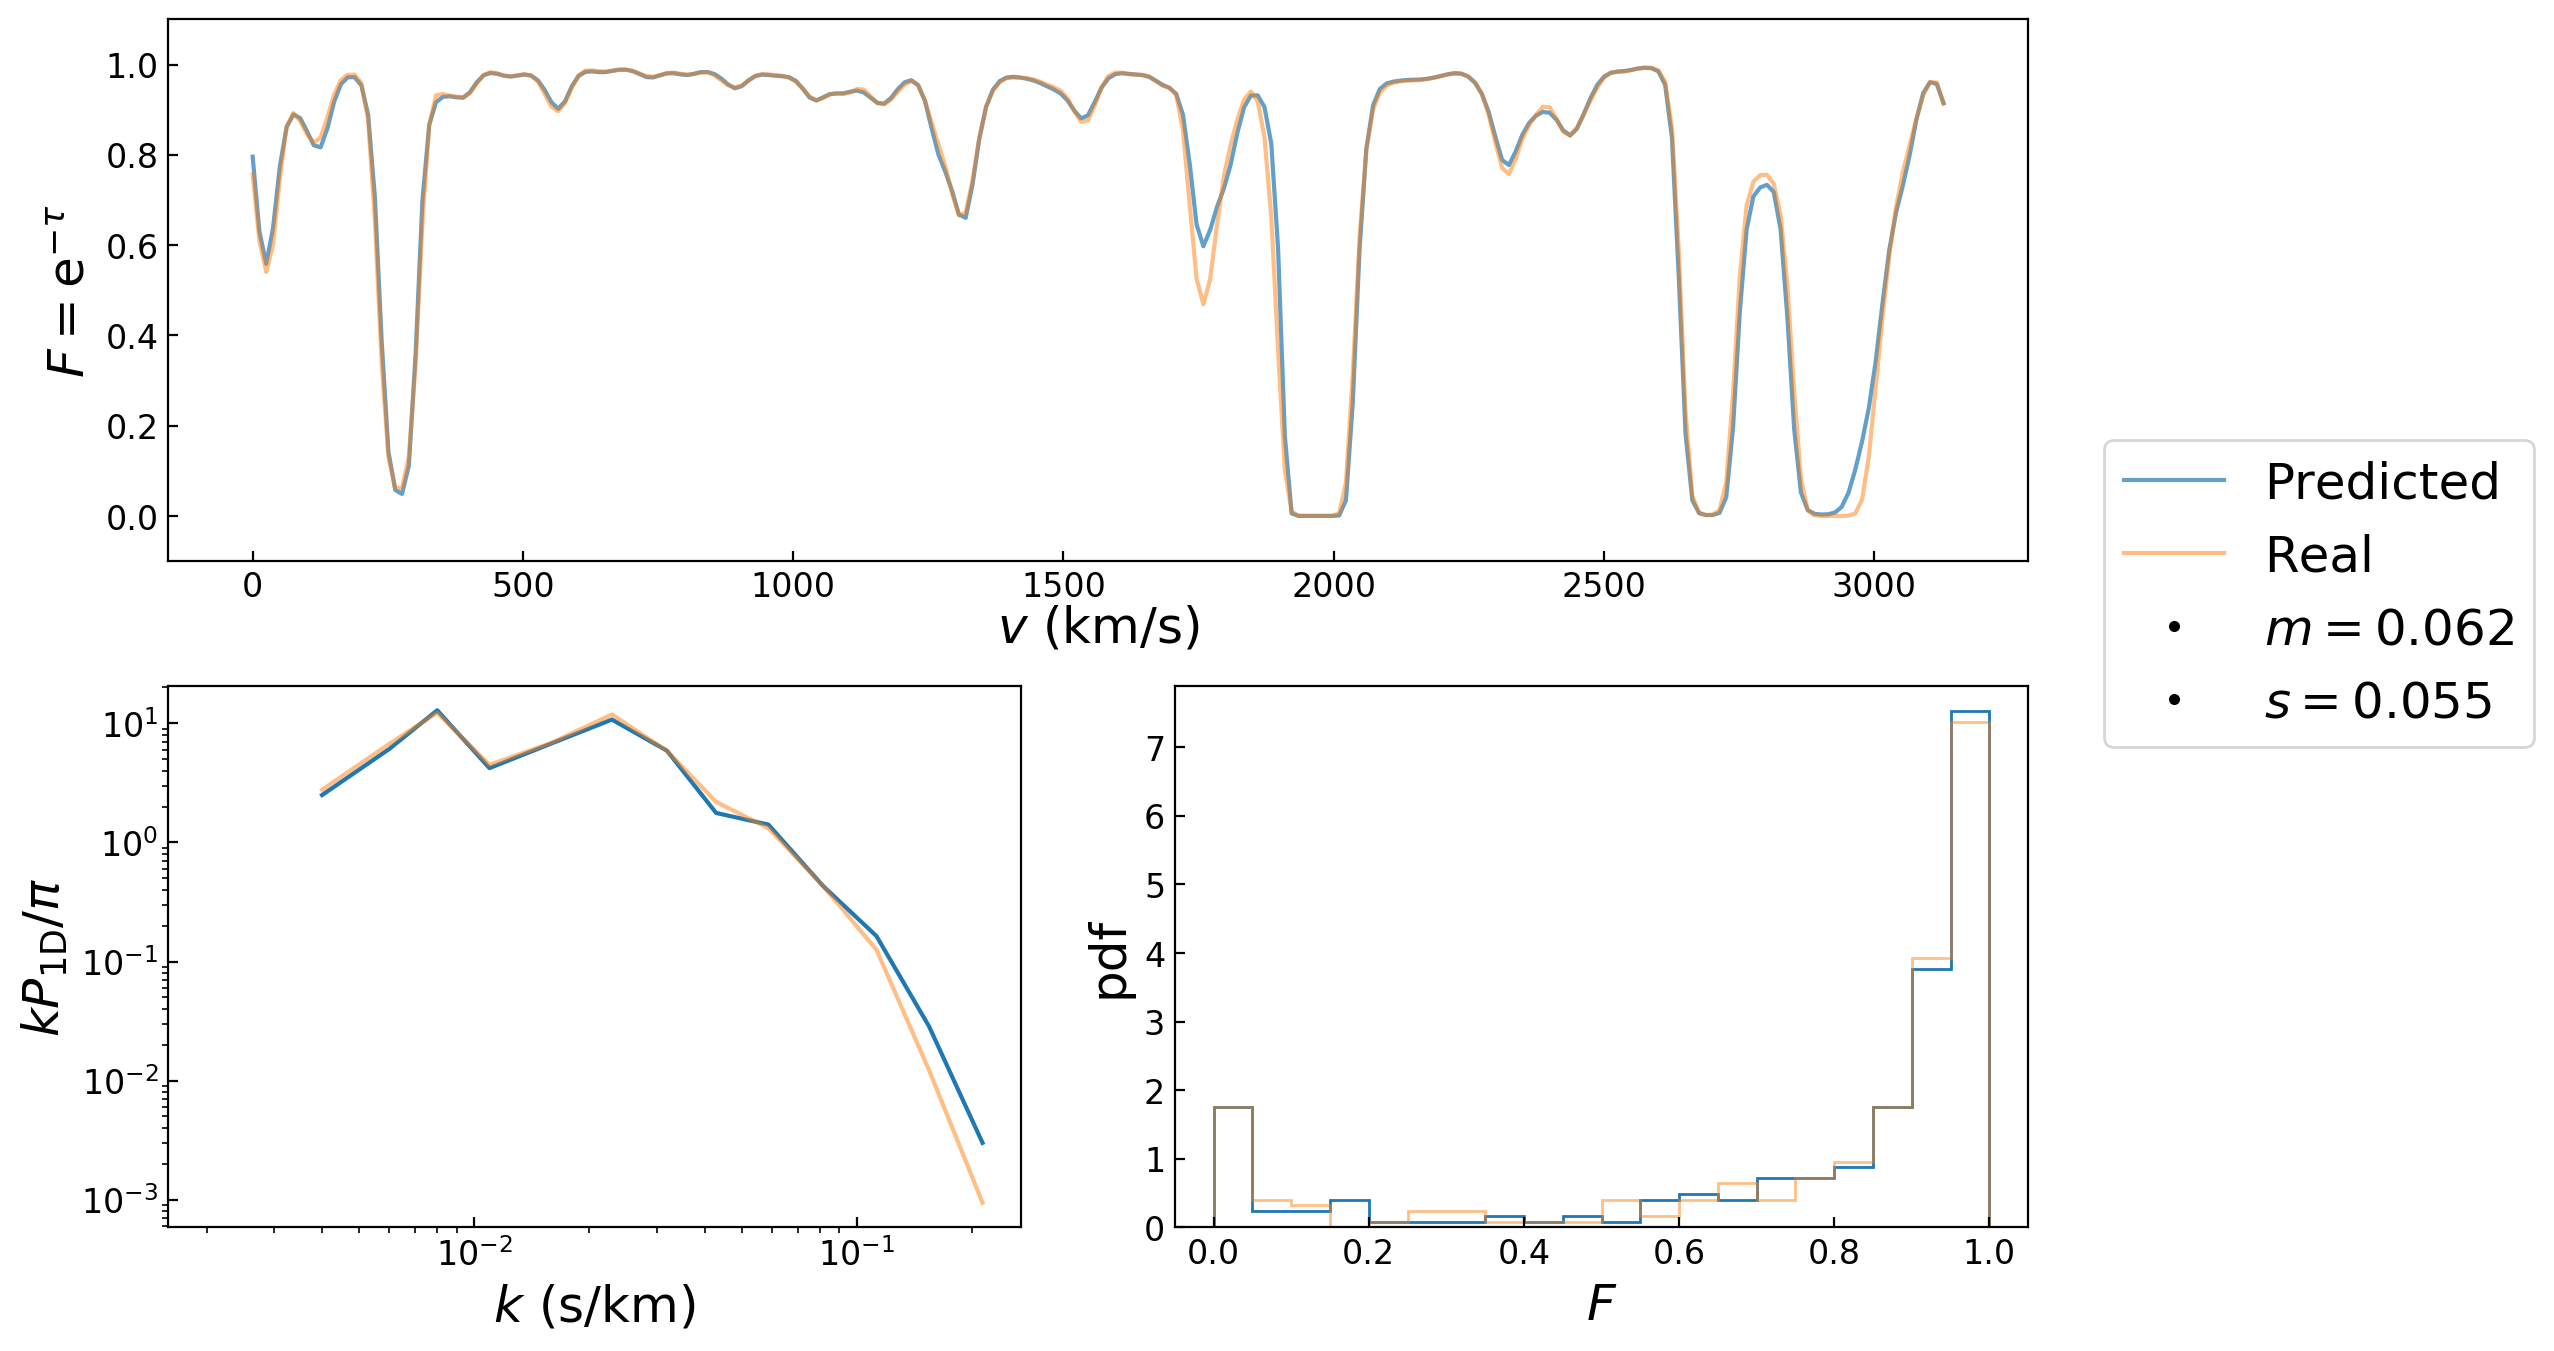 F = e^{−τ}
1.0
0.8
0.6
0.4
0.2
0.0
0 500 1000 1500 2000 2500 3000
v (km/s)
Predicted
Real
m = 0.062
s = 0.055
kP_{1D}/π
10^1
10^0
10^{−1}
10^{−2}
10^{−3}
10^{−2} 10^{−1}
k (s/km)
pdf
7
6
5
4
3
2
1
0
0.0 0.2 0.4 0.6 0.8 1.0
F